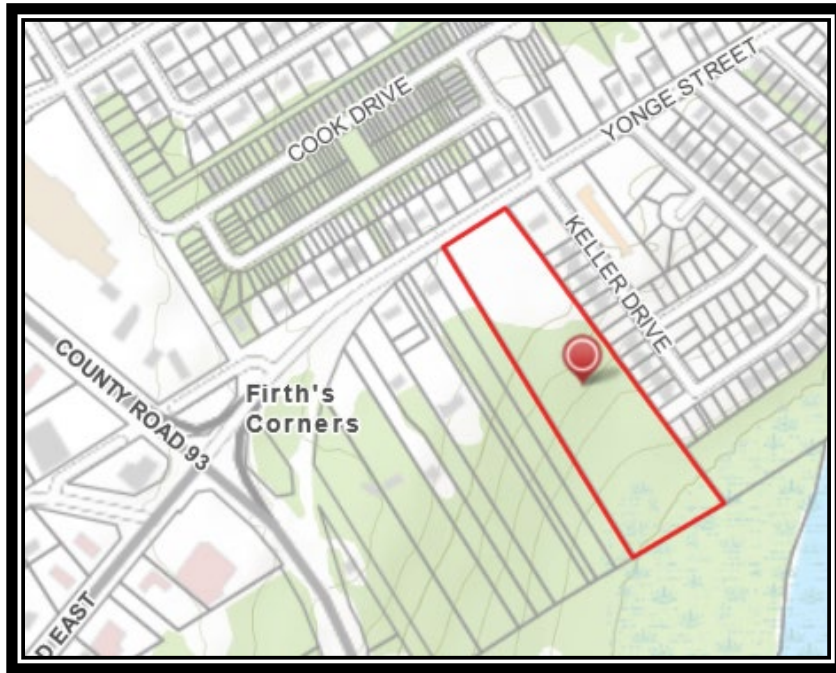 YONGE STREET
COOK DRIVE
KELLER DRIVE
COUNTY ROAD 93
Firth's
Corners
D EAST